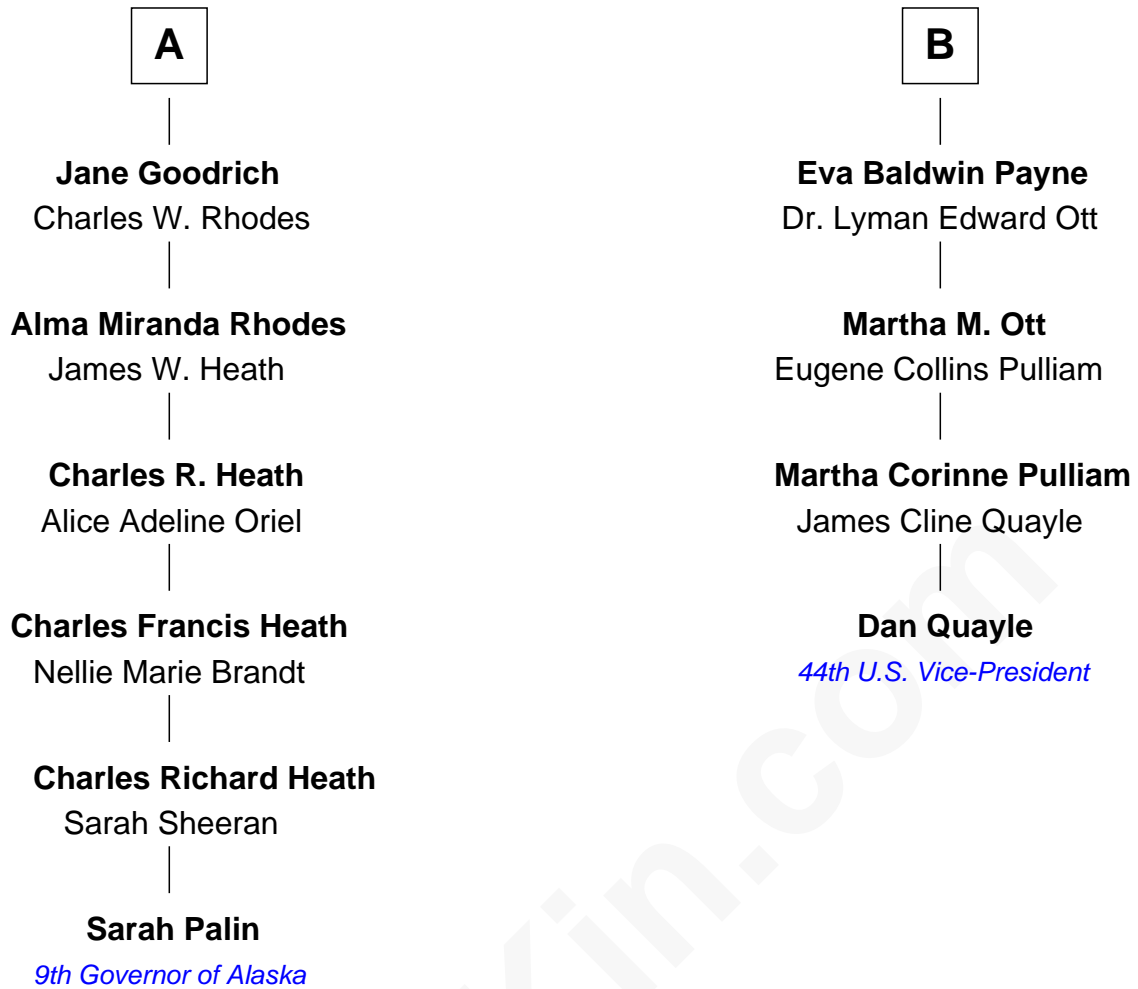 A
Jane Goodrich
Charles W. Rhodes
Alma Miranda Rhodes
James W. Heath
Charles R. Heath
Alice Adeline Oriel
Charles Francis Heath
Nellie Marie Brandt
Charles Richard Heath
Sarah Sheeran
Sarah Palin
9th Governor of Alaska
B
Eva Baldwin Payne
Dr. Lyman Edward Ott
Martha M. Ott
Eugene Collins Pulliam
Martha Corinne Pulliam
James Cline Quayle
Dan Quayle
44th U.S. Vice-President